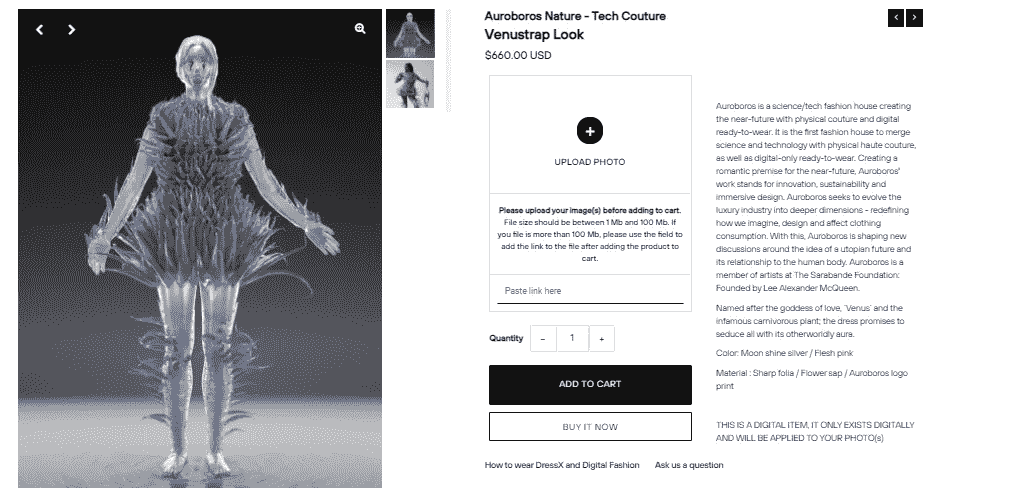 Auroboros Nature - Tech Couture
Venustrap Look
$660.00 USD
+
UPLOAD PHOTO
Please upload your image(s) before adding to cart.
File size should be between 1 Mb and 100 Mb. If
you file is more than 100 Mb, please use the field to
add the link to the file after adding the product to
cart.
Paste link here
Quantity - 1 +
ADD TO CART
BUY IT NOW
Auroboros is a science/tech fashion house creating
the near-future with physical couture and digital
ready-to-wear. It is the first fashion house to merge
science and technology with physical haute couture,
as well as digital-only ready-to-wear. Creating a
romantic premise for the near-future, Auroboros'
work stands for innovation, sustainability and
immersive design. Auroboros seeks to evolve the
luxury industry into deeper dimensions - redefining
how we imagine, design and affect clothing
consumption. With this, Auroboros is shaping new
discussions around the idea of a utopian future and
its relationship to the human body. Auroboros is a
member of artists at The Sarabande Foundation:
Founded by Lee Alexander McQueen.
Named after the goddess of love, 'Venus' and the
infamous carnivorous plant; the dress promises to
seduce all with its otherworldly aura.
Color: Moon shine silver / Flesh pink
Material : Sharp folia / Flower sap / Auroboros logo
print
THIS IS A DIGITAL ITEM, IT ONLY EXISTS DIGITALLY
AND WILL BE APPLIED TO YOUR PHOTO(s)
How to wear DressX and Digital Fashion
Ask us a question